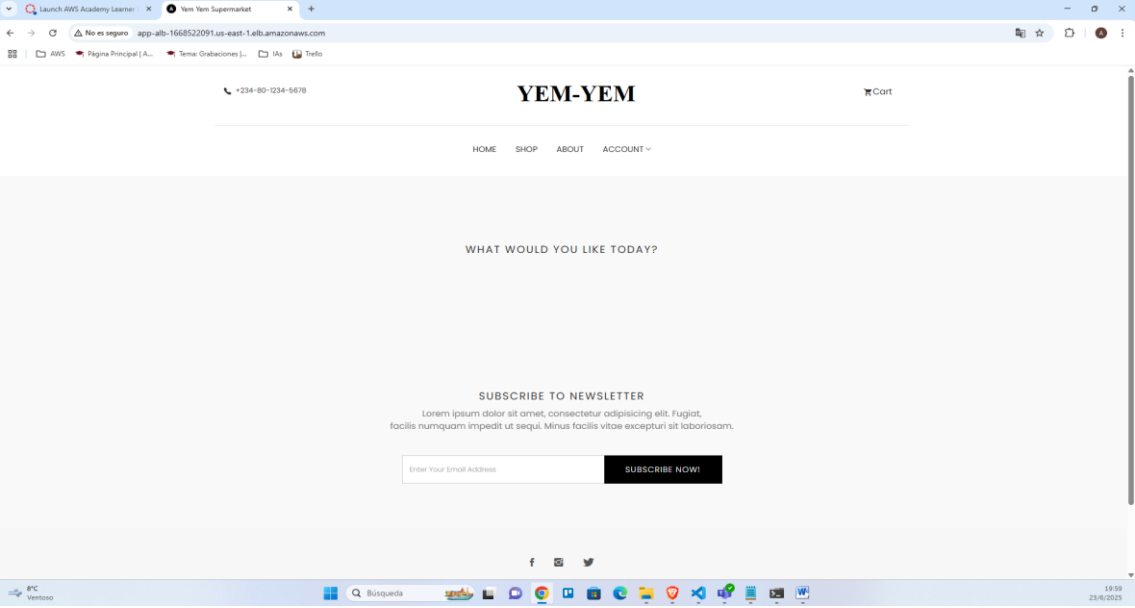 Launch AWS Academy Learner
Yem Yem Supermarket
No es seguro
app-alb-1668522091.us-east-1.elb.amazonaws.com
A
AWS
Página Principal | A...
Tema: Grabaciones |...
IAs
Trello
+234-80-1234-5678
YEM-YEM
Cart
HOME
SHOP
ABOUT
ACCOUNT
WHAT WOULD YOU LIKE TODAY?
SUBSCRIBE TO NEWSLETTER
Lorem ipsum dolor sit amet, consectetur adipisicing elit. Fugiat,
facilis numquam impedit ut sequi. Minus facilis vitae excepturi sit laboriosam.
Enter Your Email Address
SUBSCRIBE NOW!
8°C
Ventoso
Búsqueda
19:59
23/6/2025